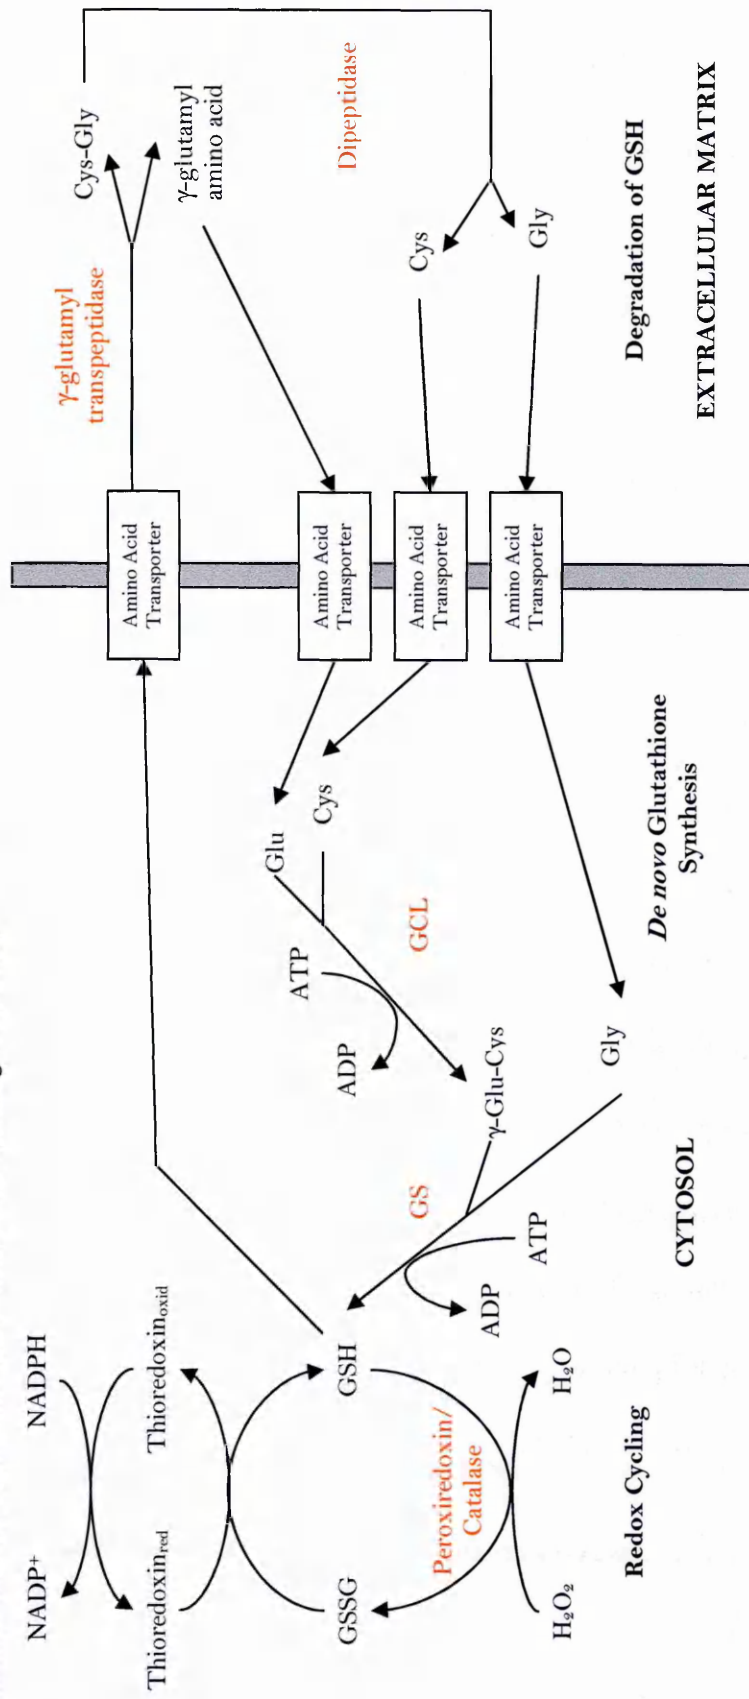 NADP+
NADPH
Thioredoxin_red
Thioredoxin_oxid
GSSG
GSH
Peroxiredoxin/
Catalase
H₂O₂
H₂O
Redox Cycling
GS
ADP
ATP
γ-Glu-Cys
Gly
CYTOSOL
ADP
ATP
GCL
Glu
Cys
De novo Glutathione
Synthesis
Amino Acid
Transporter
Amino Acid
Transporter
Amino Acid
Transporter
Amino Acid
Transporter
γ-glutamyl
transpeptidase
Cys-Gly
γ-glutamyl
amino acid
Dipeptidase
Cys
Gly
Degradation of GSH
EXTRACELLULAR MATRIX